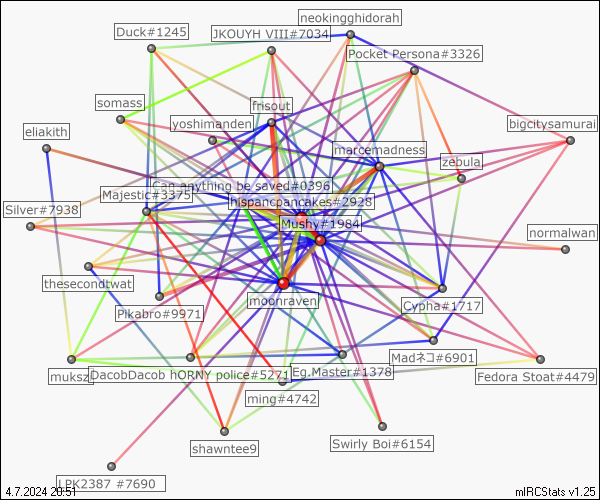 neokingghidorah
Duck#1245
JKOUYH VIII#7034
Pocket Persona#3326
somass
frisout
yoshimanden
bigcitysamurai
eliakith
marcemadness
zebula
Can anything be saved#0396
Majestic#3375
hispancpancakes#2928
Silver#7938
Mushy#1984
normalwan
thesecondtwat
moonraven
Cypha#1717
Pikabro#9971
Madネコ#6901
muksz
DacobDacob hORNY police#5271
Eg.Master#1378
Fedora Stoat#4479
ming#4742
shawntee9
Swirly Boi#6154
LPK2387 #7690
4.7.2024 20:51
mIRCStats v1.25